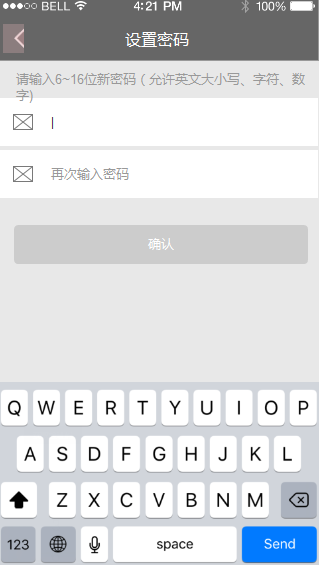 BELL 4:21 PM 100%
设置密码
请输入6~16位新密码（允许英文大小写、字符、数
字）
再次输入密码
确认
Q W E R T Y U I O P
A S D F G H J K L
Z X C V B N M
123 space Send